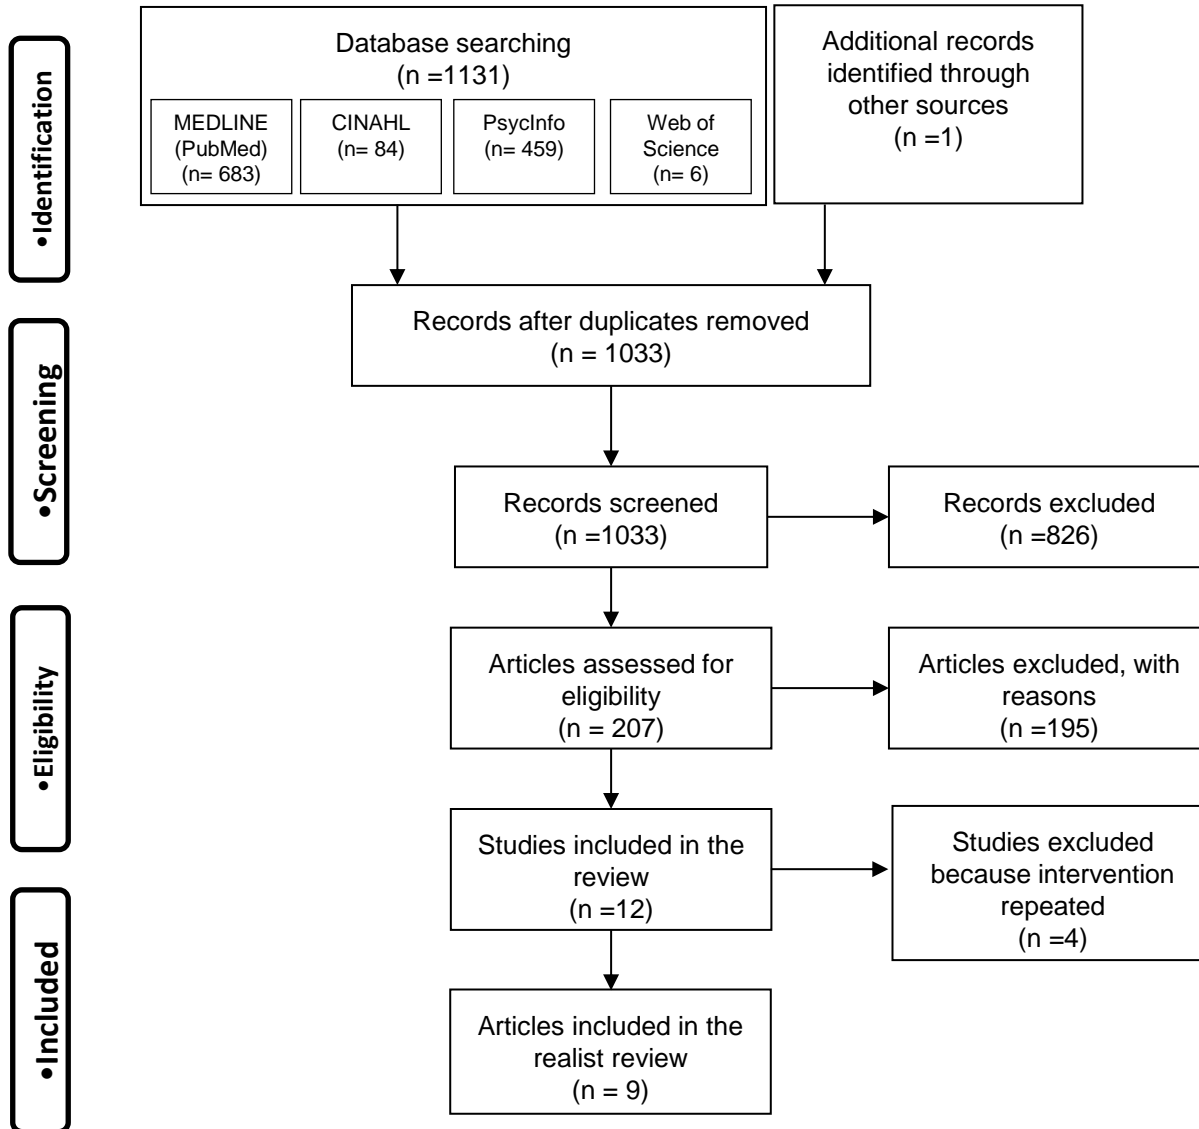 •Identification
Database searching
(n =1131)
MEDLINE
(PubMed)
(n= 683)
CINAHL
(n= 84)
PsycInfo
(n= 459)
Web of
Science
(n= 6)
Additional records
identified through
other sources
(n =1)
Records after duplicates removed
(n = 1033)
•Screening
Records screened
(n =1033)
Records excluded
(n =826)
•Eligibility
Articles assessed for
eligibility
(n = 207)
Articles excluded, with
reasons
(n =195)
Studies included in the
review
(n =12)
Studies excluded
because intervention
repeated
(n =4)
•Included
Articles included in the
realist review
(n = 9)